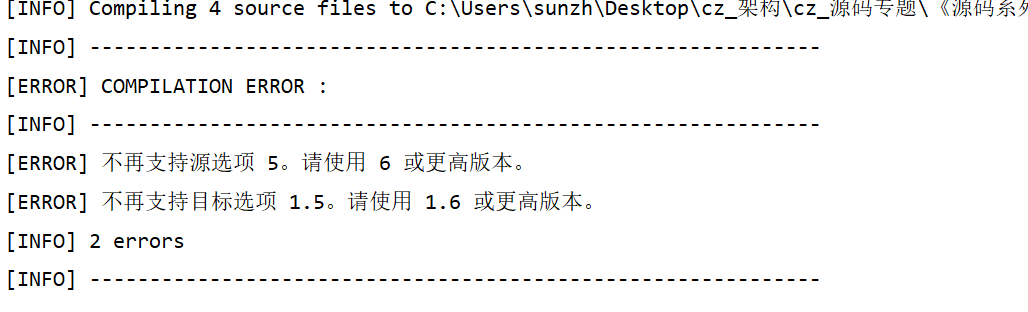 [INFO] Compiling 4 source files to C:\Users\sunzh\Desktop\cz_架构\cz_源码专题\《源码系列
[INFO] -------------------------------------------------------------
[ERROR] COMPILATION ERROR :
[INFO] -------------------------------------------------------------
[ERROR] 不再支持源选项 5。请使用 6 或更高版本。
[ERROR] 不再支持目标选项 1.5。请使用 1.6 或更高版本。
[INFO] 2 errors
[INFO] -------------------------------------------------------------